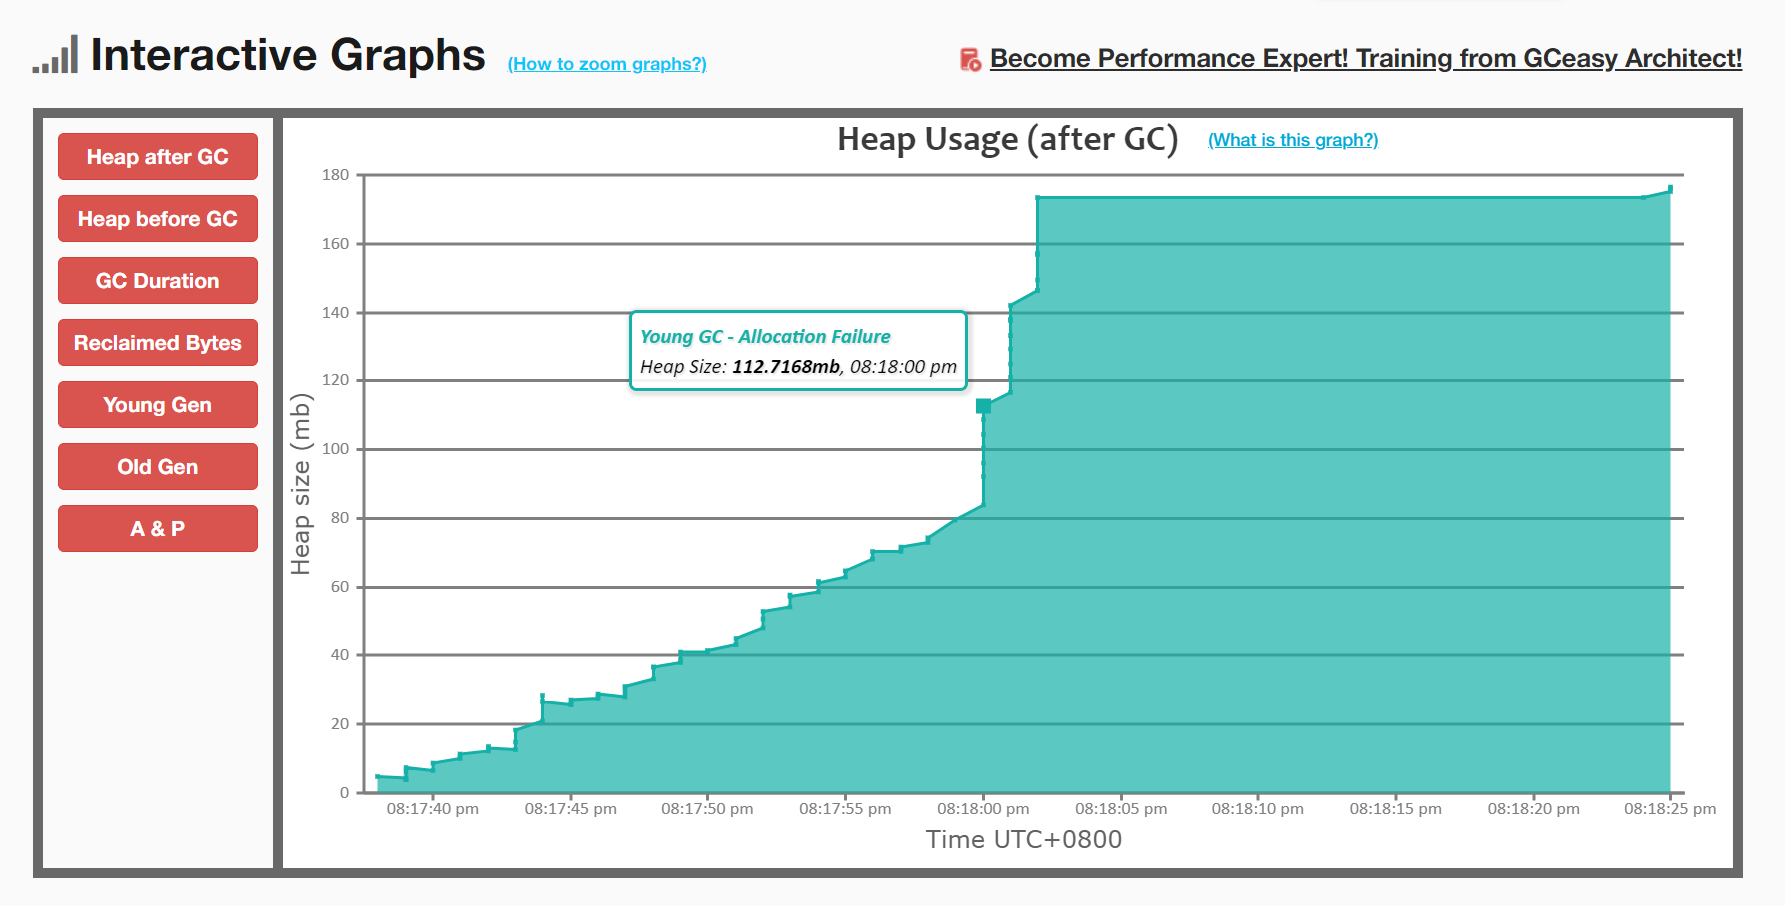 Interactive Graphs (How to zoom graphs?)
Become Performance Expert! Training from GCeasy Architect!
Heap after GC
Heap before GC
GC Duration
Reclaimed Bytes
Young Gen
Old Gen
A & P
Heap Usage (after GC) (What is this graph?)
Heap size (mb)
180
160
140
120
100
80
60
40
20
0
Young GC - Allocation Failure
Heap Size: 112.7168mb, 08:18:00 pm
08:17:40 pm 08:17:45 pm 08:17:50 pm 08:17:55 pm 08:18:00 pm 08:18:05 pm 08:18:10 pm 08:18:15 pm 08:18:20 pm 08:18:25 pm
Time UTC+0800